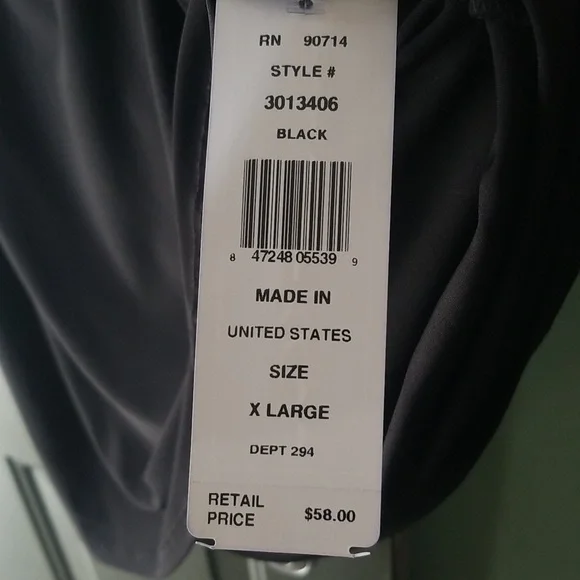 RN 90714
STYLE #
3013406
BLACK
8 47248 05539 9
MADE IN
UNITED STATES
SIZE
X LARGE
DEPT 294
RETAIL
PRICE $58.00